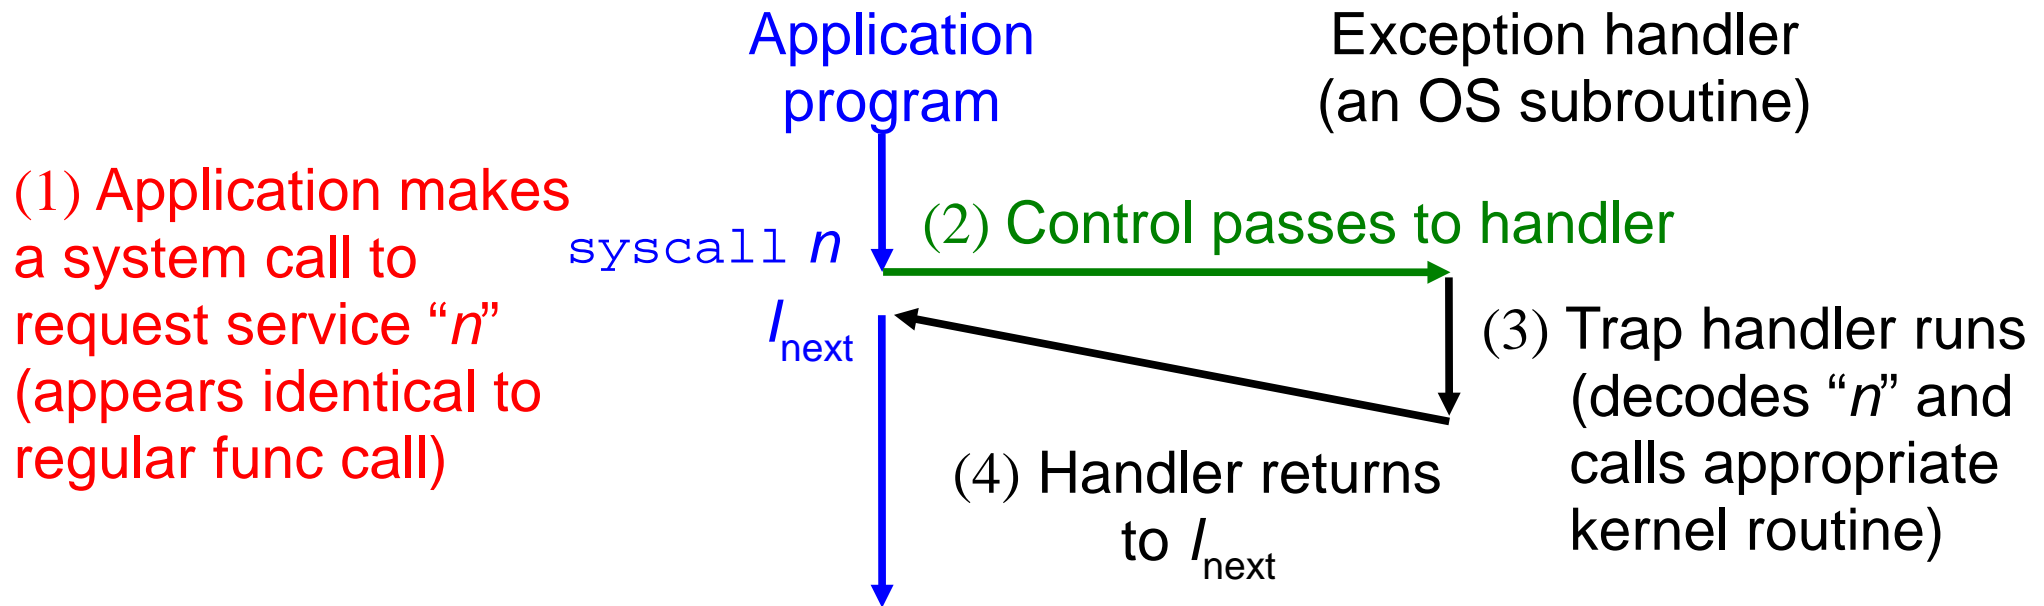 Application
program
Exception handler
(an OS subroutine)
(1) Application makes
a system call to
request service “n”
(appears identical to
regular func call)
syscall n
(2) Control passes to handler
Inext
(3) Trap handler runs
(decodes “n” and
calls appropriate
kernel routine)
(4) Handler returns
to Inext